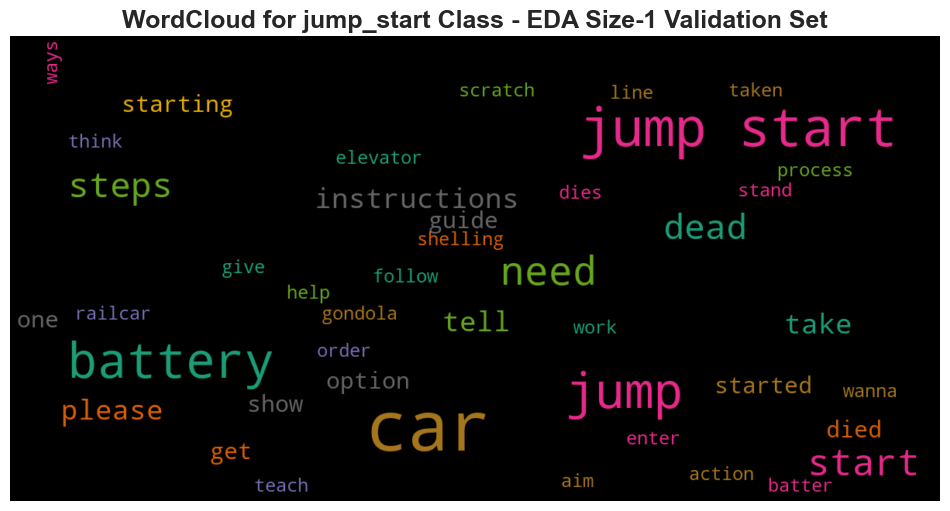 WordCloud for jump_start Class - EDA Size-1 Validation Set
ways
scratch
line
taken
starting
jump start
think
elevator
process
steps
instructions
dies
stand
guide
dead
shelling
give
follow
need
help
railcar
gondola
one
tell
work
take
order
battery
option
jump
started
wanna
please
show
car
died
enter
get
start
teach
aim
action
batter